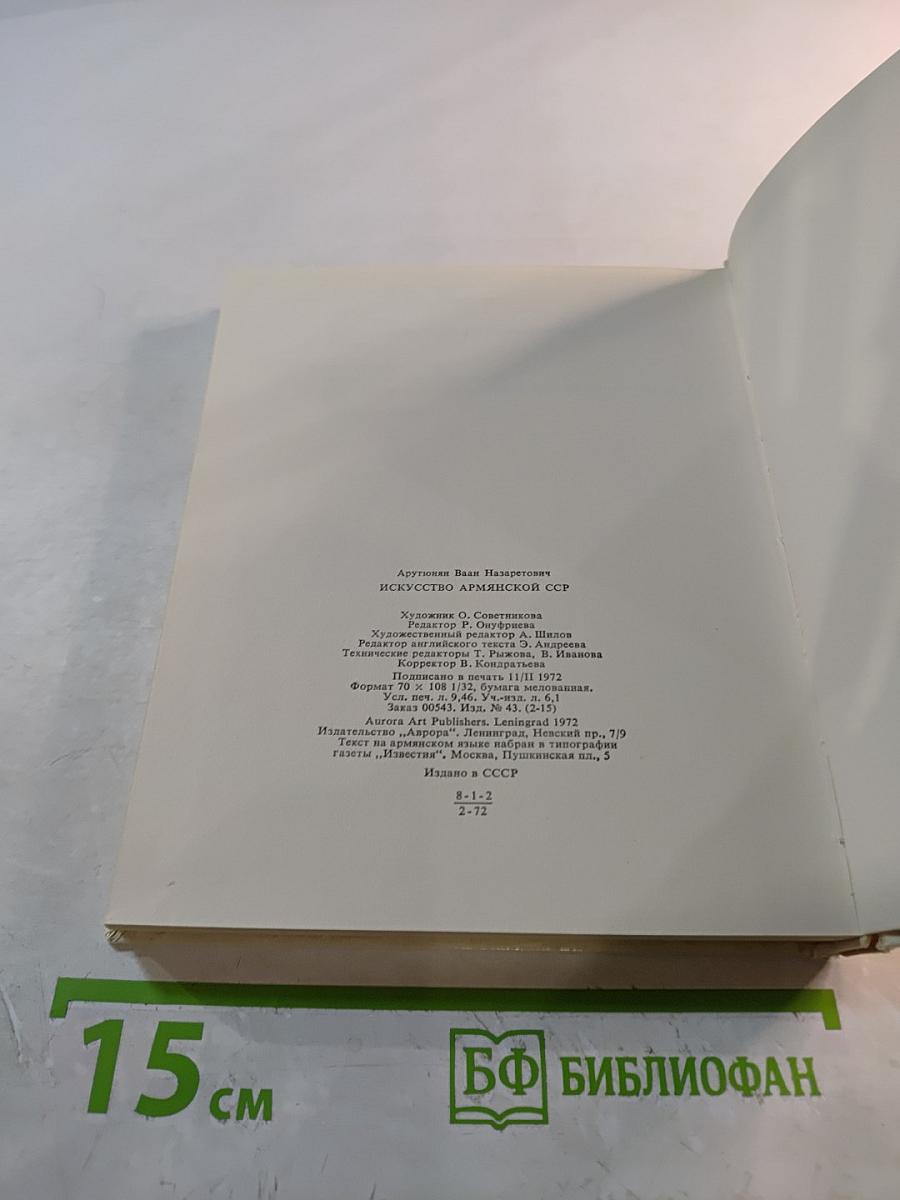 Арутюнян Ваан Назаретович
ИСКУССТВО АРМЯНСКОЙ ССР
Художник О. Советникова
Редактор Р. Онуфриева
Художественный редактор А. Шилов
Редактор английского текста Э. Андреева
Технические редакторы Т. Рыжова, В. Иванова
Корректор В. Кондратьева
Подписано в печать 11/II 1972
Формат 70 × 108 1/32, бумага мелованная.
Усл. печ. л. 9,46. Уч.-изд. л. 6,1
Заказ 00543. Изд. № 43. (2-15)
Aurora Art Publishers. Leningrad 1972
Издательство „Аврора“. Ленинград, Невский пр., 7/9
Текст на армянском языке набран в типографии
газеты „Известия“. Москва, Пушкинская пл., 5
Издано в СССР
8-1-2
2-72
15 см
БФ БИБЛИОФАН